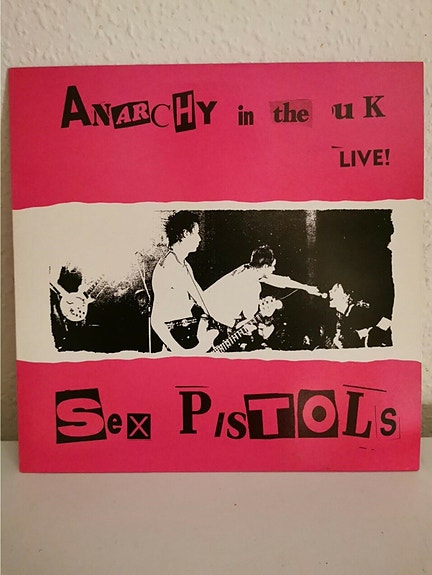 ANARCHY in the uK
LIVE!
Sex PisTOLs